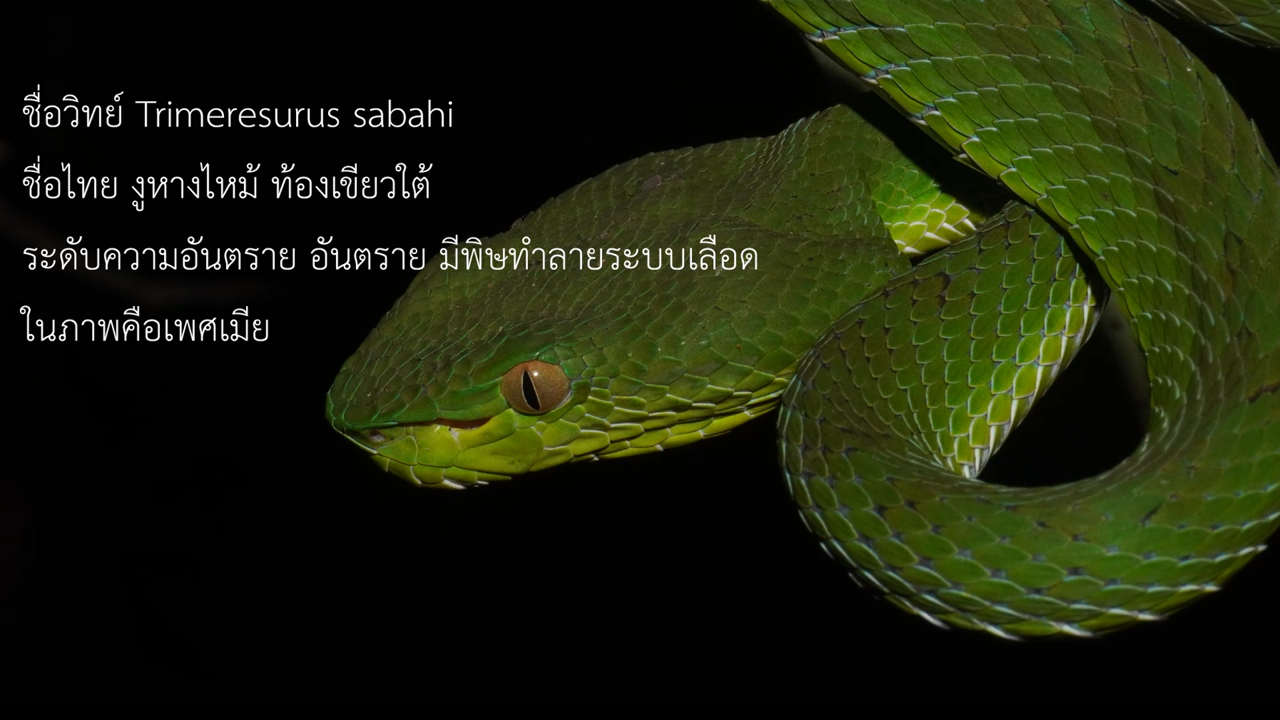 ชื่อวิทย์ Trimeresurus sabahi
ชื่อไทย งูหางไหม้ ท้องเขียวใต้
ระดับความอันตราย อันตราย มีพิษทำลายระบบเลือด
ในภาพคือเพศเมีย